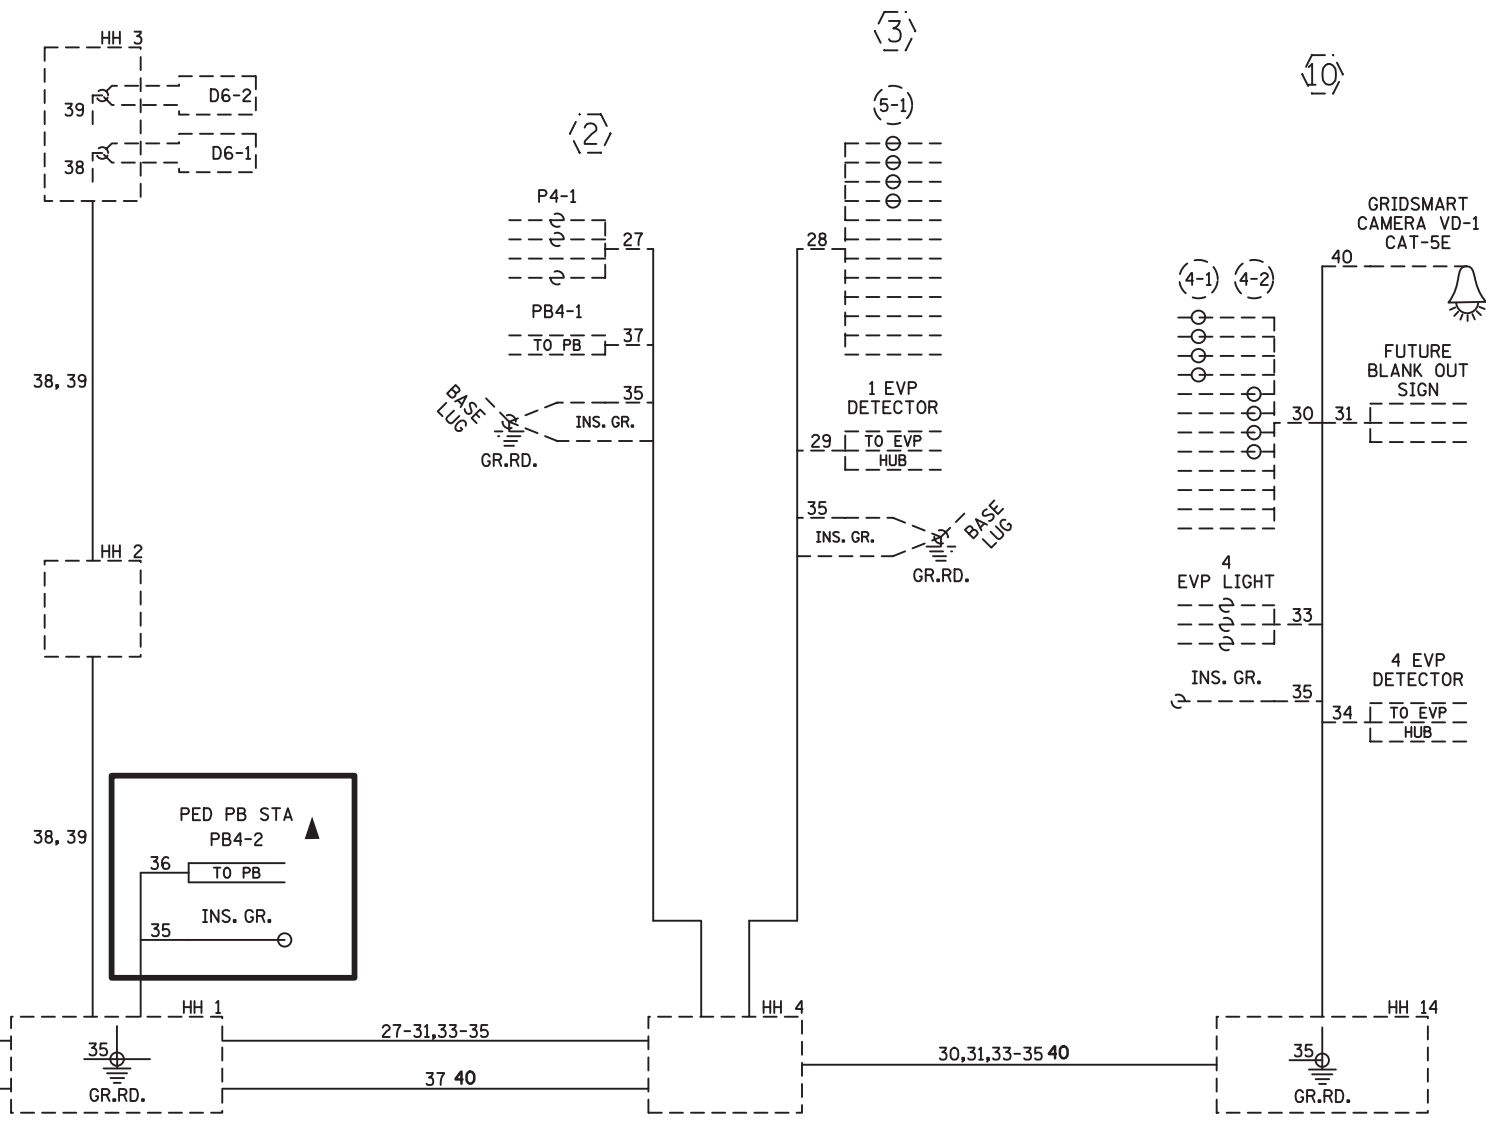 HH 3
39
D6-2
38
D6-1
38, 39
HH 2
38, 39
PED PB STA
PB4-2
36
TO PB
INS. GR.
35
HH 1
35
GR.RD.
2
P4-1
27
PB4-1
37
TO PB
35
BASE
LUG
INS. GR.
GR.RD.
3
5-1
28
1 EVP
DETECTOR
29
TO EVP
HUB
35
INS. GR.
BASE
LUG
GR.RD.
10
GRIDSMART
CAMERA VD-1
CAT-5E
40
4-1
4-2
FUTURE
BLANK OUT
SIGN
30
31
4
EVP LIGHT
33
INS. GR.
35
4 EVP
DETECTOR
34
TO EVP
HUB
27-31,33-35
37 40
HH 4
30,31,33-35 40
HH 14
35
GR.RD.